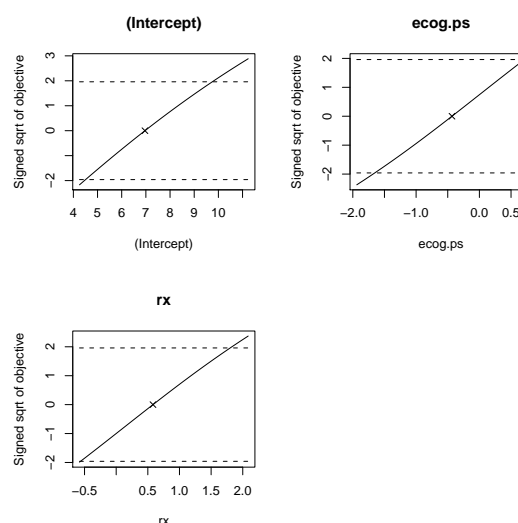 (Intercept)
Signed sqrt of objective
3
2
1
0
−2
4 5 6 7 8 9 10
(Intercept)
ecog.ps
Signed sqrt of objective
2
1
0
−1
−2
−2.0 −1.0 0.0 0.5
ecog.ps
rx
Signed sqrt of objective
2
1
0
−1
−2
−0.5 0.5 1.0 1.5 2.0
rx